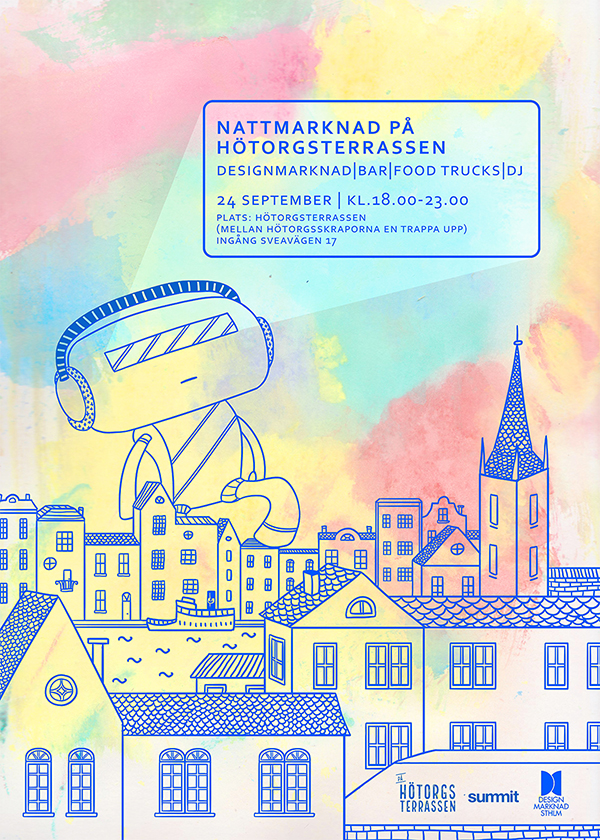 NATTMARKNAD PÅ
HÖTORGSTERRASSEN
DESIGNMARKNAD|BAR|FOOD TRUCKS|DJ
24 SEPTEMBER | KL.18.00-23.00
PLATS: HÖTORGSTERRASSEN
(MELLAN HÖTORGSSKRAPORNA EN TRAPPA UPP)
INGÅNG SVEAVÄGEN 17
på
HÖTORGS
TERRASSEN
summit
DESIGN
MARKNAD
STHLM